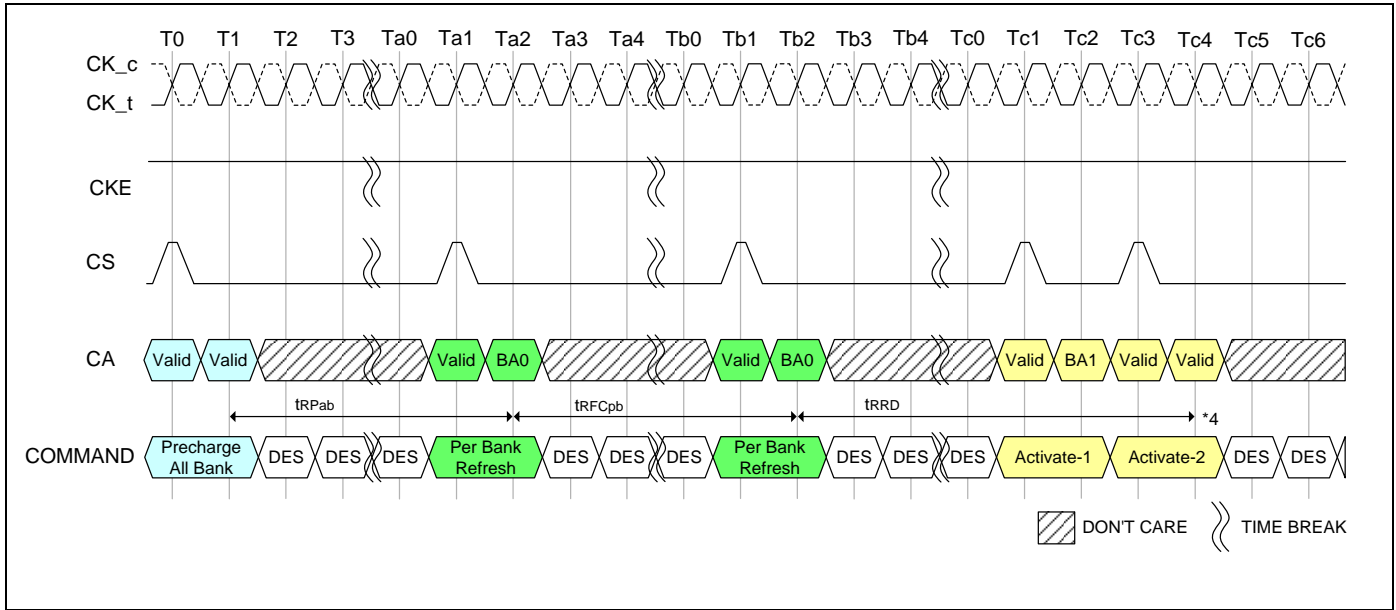 T0 T1 T2 T3 Ta0 Ta1 Ta2 Ta3 Ta4 Tb0 Tb1 Tb2 Tb3 Tb4 Tc0 Tc1 Tc2 Tc3 Tc4 Tc5 Tc6
CK_c
CK_t
CKE
CS
CA Valid Valid Valid BA0 Valid BA0 Valid BA1 Valid Valid
tRPab tRFCpb tRRD *4
COMMAND Precharge All Bank DES DES DES Per Bank Refresh DES DES DES Per Bank Refresh DES DES DES Activate-1 Activate-2 DES DES
DON'T CARE TIME BREAK